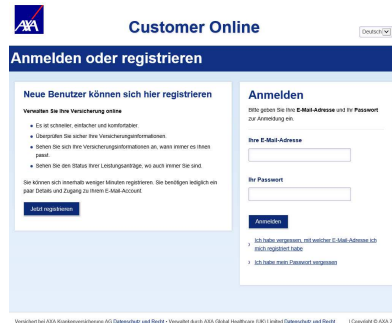 AXA
Customer Online
Deutsch
Anmelden oder registrieren
Neue Benutzer können sich hier registrieren
Verwalten Sie Ihre Versicherung online
Es ist schneller, einfacher und komfortabler.
Überprüfen Sie sicher Ihre Versicherungsinformationen.
Sehen Sie sich Ihre Versicherungsinformationen an, wann immer es Ihnen
passt.
Sehen Sie den Status Ihrer Leistungsanträge, wo auch immer Sie sind.
Sie können sich innerhalb weniger Minuten registrieren. Sie benötigen lediglich ein
paar Details und Zugang zu Ihrem E-Mail-Account.
Jetzt registrieren
Anmelden
Bitte geben Sie Ihre E-Mail-Adresse und Ihr Passwort
zur Anmeldung ein.
Ihre E-Mail-Adresse
Ihr Passwort
Anmelden
Ich habe vergessen, mit welcher E-Mail-Adresse ich
mich registriert habe
Ich habe mein Passwort vergessen
Versichert bei AXA Krankenversicherung AG Datenschutz und Recht • Verwaltet durch AXA Global Healthcare (UK) Limited Datenschutz und Recht | Copyright © AXA